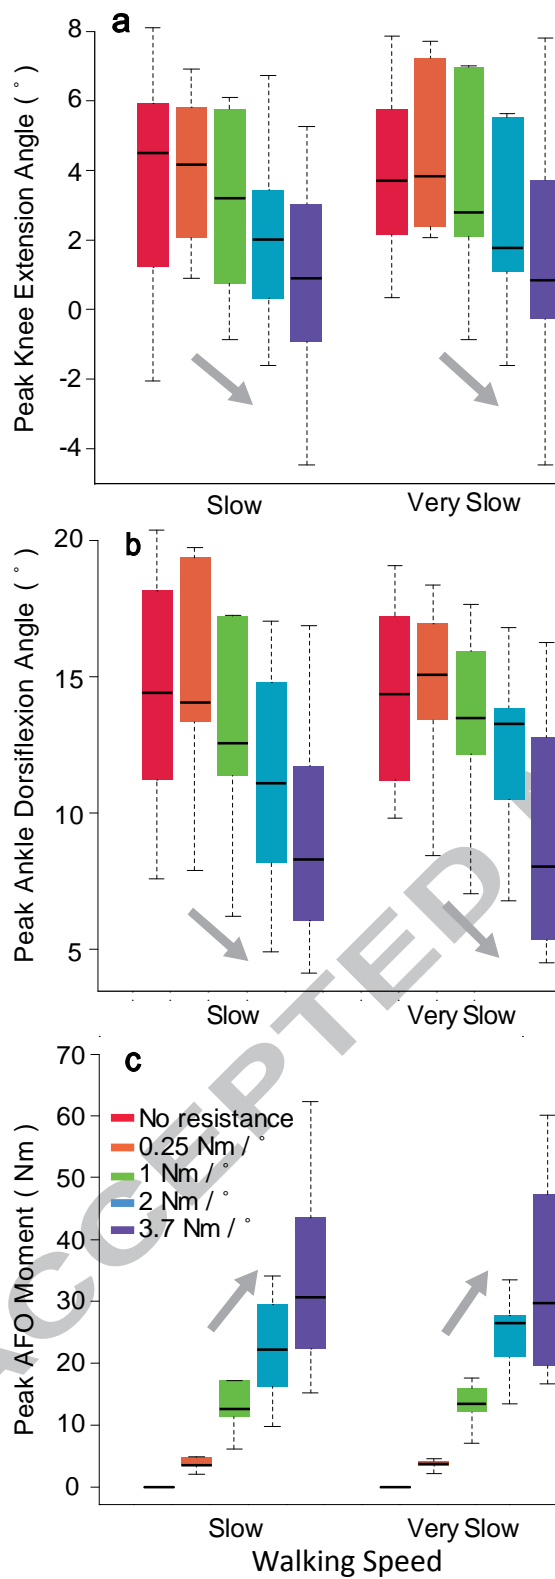 a
Peak Knee Extension Angle ( ° )
8
6
4
2
0
-2
-4
Slow Very Slow
b
Peak Ankle Dorsiflexion Angle ( ° )
20
15
10
5
Slow Very Slow
c
Peak AFO Moment ( Nm )
70
60
50
40
30
20
10
0
No resistance
0.25 Nm / °
1 Nm / °
2 Nm / °
3.7 Nm / °
Slow Very Slow
Walking Speed
ACCEPTED